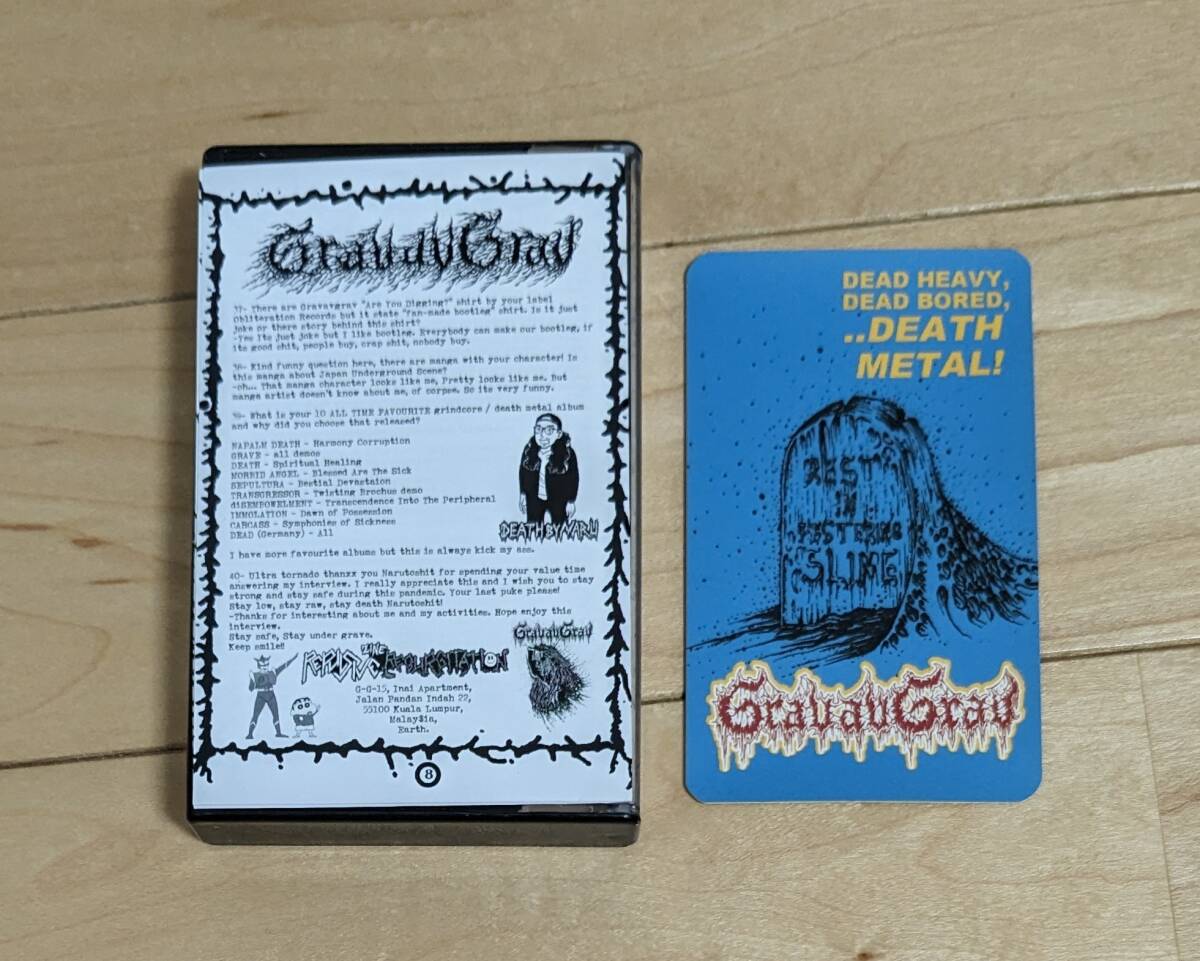 GravavGrav
37- There are Gravavgrav "Are You Digging?" shirt by your label
Obliteration Records but it state "fan-made bootleg" shirt. Is it just
joke or there story behind this shirt?
-Yes Its just joke but I like bootleg. Everybody can make our bootleg, if
its good shit, people buy, crap shit, nobody buy.
38- Kind funny question here, there are manga with your character! Is
this manga about Japan Underground Scene?
-oh... That manga character looks like me, Pretty looks like me. But
manga artist doesn't know about me, of corpse. So its very funny.
39- What is your 10 ALL TIME FAVOURITE grindcore / death metal album
and why did you choose that released?
NAPALM DEATH - Harmony Corruption
GRAVE - all demos
DEATH - Spiritual Healing
MORBID ANGEL - Blessed Are The Sick
SEPULTURA - Bestial Devastaion
TRANSGRESSOR - Twisting Brochus demo
diSEMBOWELMENT - Transcendence Into The Peripheral
IMMOLATION - Dawn of Possession
CARCASS - Symphonies of Sickness
DEAD (Germany) - All
DEATH BY NARU
I have more favourite albums but this is always kick my ass.
40- Ultra tornado thanxx you Narutoshit for spending your value time
answering my interview. I really appreciate this and I wish you to stay
strong and stay safe during this pandemic. Your last puke please!
Stay low, stay raw, stay death Narutoshit!
-Thanks for interesting about me and my activities. Hope enjoy this
interview.
Stay safe, Stay under grave.
Keep smile!!
GravavGrav
ZINE
G-G-15, Inai Apartment,
Jalan Pandan Indah 22,
55100 Kuala Lumpur,
Malay$ia,
Earth.
8
DEAD HEAVY,
DEAD BORED,
..DEATH
METAL!
REST
IN
FESTERING
SLIME
GravavGrav